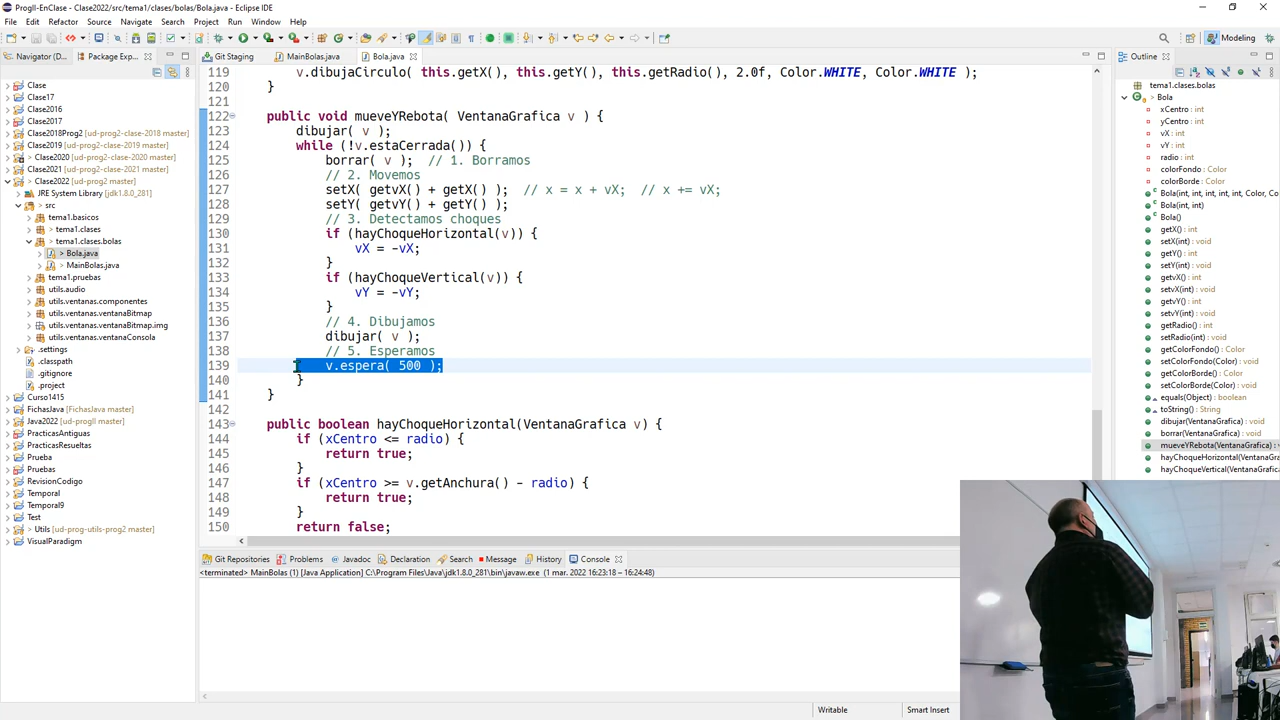 ProgII-EnClase - Clase2022/src/tema1/clases/bolas/Bola.java - Eclipse IDE
File Edit Refactor Source Navigate Search Project Run Window Help
Modeling
Navigator (D...
Package Exp...
Git Staging
MainBolas.java
Bola.java
Outline
Clase
Clase17
Clase2016
Clase2017
Clase2018Prog2 [ud-prog2-clase-2018 master]
Clase2019 [ud-prog2-clase-2019 master]
> Clase2020 [ud-prog2-clase-2020 master]
Clase2021 [ud-prog2-clase-2021 master]
> Clase2022 [ud-prog2 master]
JRE System Library [jdk1.8.0_281]
> src
tema1.basicos
> tema1.clases
> tema1.clases.bolas
> Bola.java
> MainBolas.java
tema1.pruebas
utils.audio
utils.ventanas.componentes
utils.ventanas.ventanaBitmap
utils.ventanas.ventanaBitmap.img
utils.ventanas.ventanaConsola
.settings
.classpath
.gitignore
.project
Curso1415
FichasJava [FichasJava master]
Java2022 [ud-progII master]
PracticasAntiguas
PracticasResueltas
Prueba
Pruebas
RevisionCodigo
Temporal
Temporal9
Test
> Utils [ud-prog-utils-prog2 master]
VisualParadigm
119 v.dibujaCirculo( this.getX(), this.getY(), this.getRadio(), 2.0f, Color.WHITE, Color.WHITE );
120 }
121
122 public void mueveYRebota( VentanaGrafica v ) {
123 dibujar( v );
124 while (!v.estaCerrada()) {
125 borrar( v ); // 1. Borramos
126 // 2. Movemos
127 setX( getvX() + getX() ); // x = x + vX; // x += vX;
128 setY( getvY() + getY() );
129 // 3. Detectamos choques
130 if (hayChoqueHorizontal(v)) {
131 vX = -vX;
132 }
133 if (hayChoqueVertical(v)) {
134 vY = -vY;
135 }
136 // 4. Dibujamos
137 dibujar( v );
138 // 5. Esperamos
139 v.espera( 500 );
140 }
141 }
142
143 public boolean hayChoqueHorizontal(VentanaGrafica v) {
144 if (xCentro <= radio) {
145 return true;
146 }
147 if (xCentro >= v.getAnchura() - radio) {
148 return true;
149 }
150 return false;
tema1.clases.bolas
Bola
xCentro : int
yCentro : int
vX : int
vY : int
radio : int
colorFondo : Color
colorBorde : Color
Bola(int, int, int, int, int, Color, Co
Bola(int, int)
Bola()
getX() : int
setX(int) : void
getY() : int
setY(int) : void
getvX() : int
setvX(int) : void
getvY() : int
setvY(int) : void
getRadio() : int
setRadio(int) : void
getColorFondo() : Color
setColorFondo(Color) : void
getColorBorde() : Color
setColorBorde(Color) : void
equals(Object) : boolean
toString() : String
dibujar(VentanaGrafica) : void
borrar(VentanaGrafica) : void
mueveYRebota(VentanaGrafica) :
hayChoqueHorizontal(VentanaGra
hayChoqueVertical(VentanaGrafica
Git Repositories
Problems
Javadoc
Declaration
Search
Message
History
Console
<terminated> MainBolas (1) [Java Application] C:\Program Files\Java\jdk1.8.0_281\bin\javaw.exe (1 mar. 2022 16:23:18 – 16:24:48)
Writable
Smart Insert